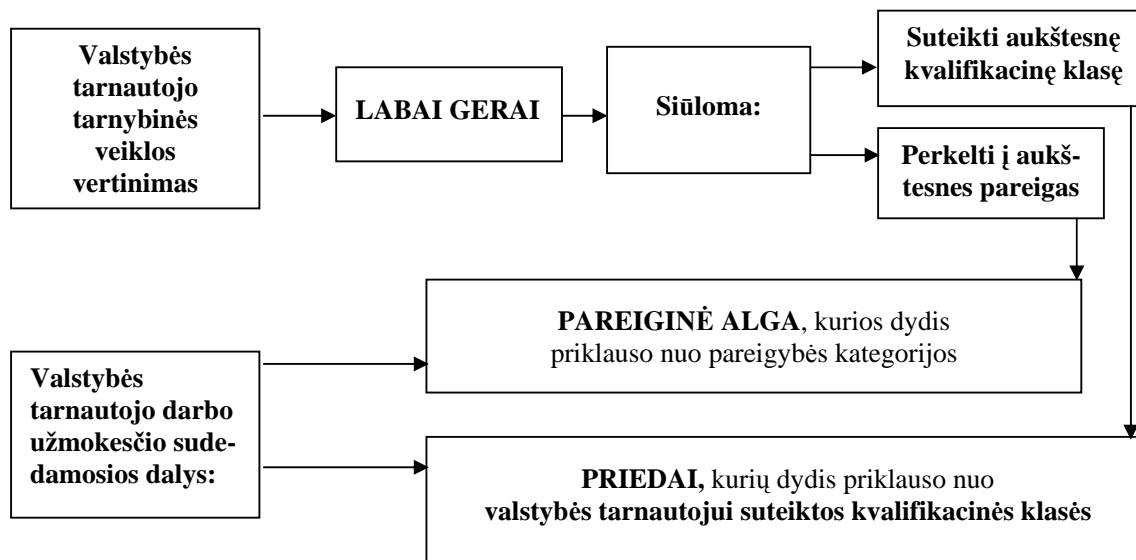 Valstybės
tarnautojo
tarnybinės
veiklos
vertinimas
LABAI GERAI
Siūloma:
Suteikti aukštesnę
kvalifikacinę klasę
Perkelti į aukš-
tesnes pareigas
PAREIGINĖ ALGA, kurios dydis
priklauso nuo pareigybės kategorijos
Valstybės
tarnautojo darbo
užmokesčio sude-
damosios dalys:
PRIEDAI, kurių dydis priklauso nuo
valstybės tarnautojui suteiktos kvalifikacinės klasės